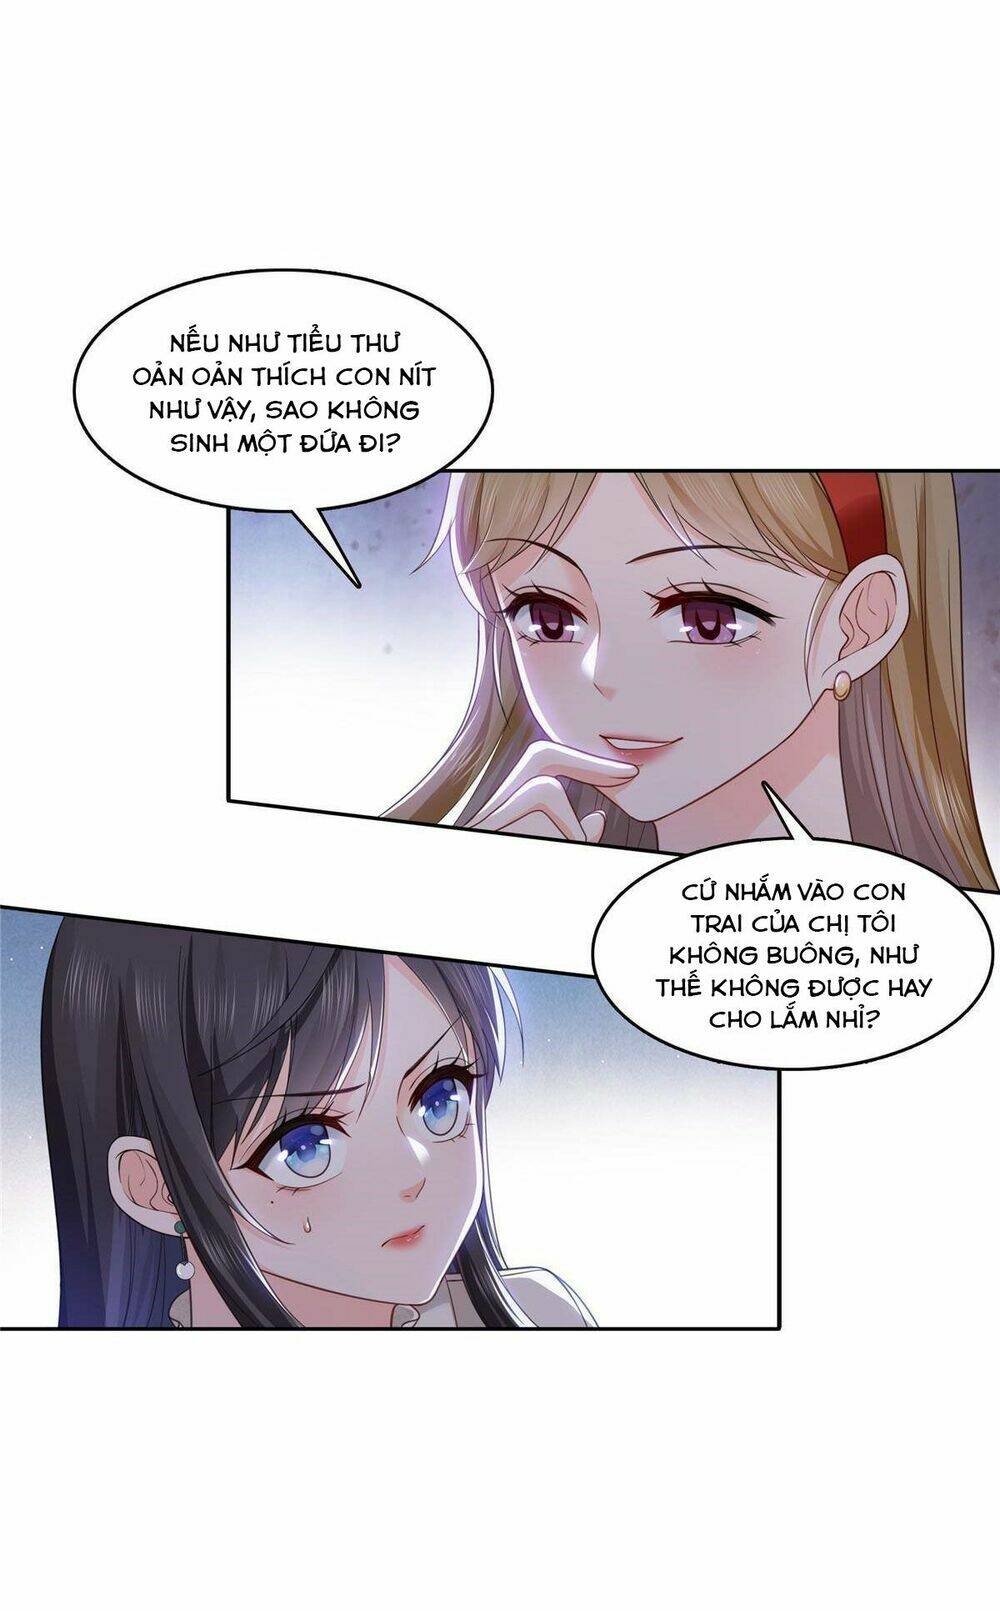 NẾU NHƯ TIỂU THƯ
OẢN OẢN THÍCH CON NÍT
NHƯ VẬY, SAO KHÔNG
SINH MỘT ĐỨA ĐI?
CỨ NHẮM VÀO CON
TRAI CỦA CHỊ TÔI
KHÔNG BUÔNG, NHƯ
THẾ KHÔNG ĐƯỢC HAY
CHO LẮM NHỈ?